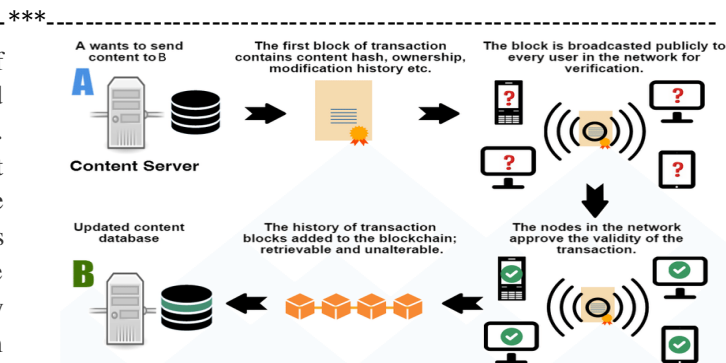 ***
A wants to send
content to B
A
Content Server
The first block of transaction
contains content hash, ownership,
modification history etc.
The block is broadcasted publicly to
every user in the network for
verification.
?
?
?
?
The nodes in the network
approve the validity of the
transaction.
The history of transaction
blocks added to the blockchain;
retrievable and unalterable.
Updated content
database
B